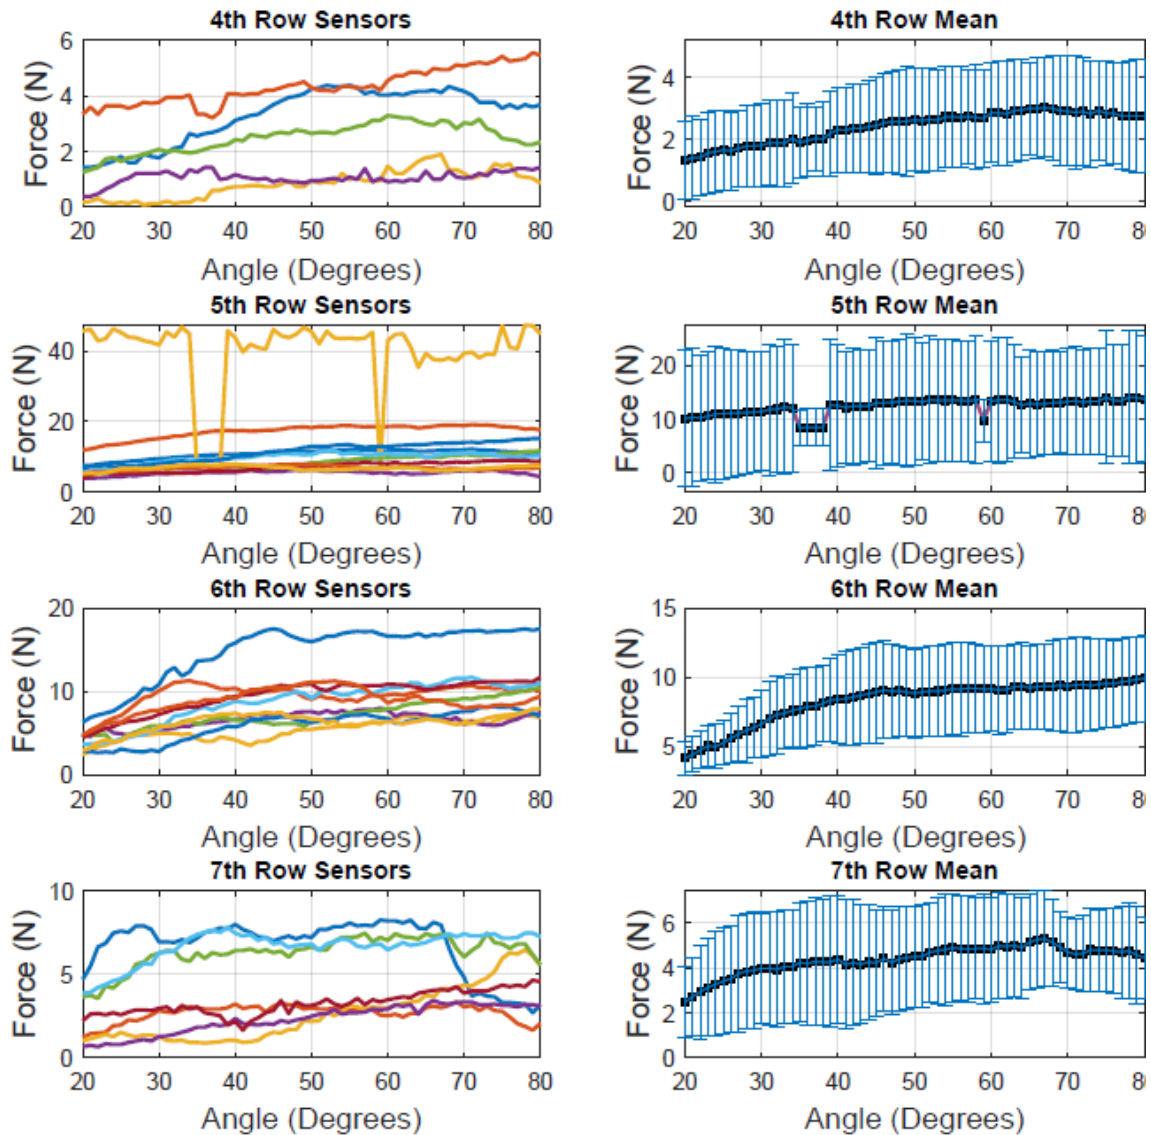 4th Row Sensors
6
4
2
0
Force (N)
20 30 40 50 60 70 80
Angle (Degrees)
4th Row Mean
4
2
0
Force (N)
20 30 40 50 60 70 8
Angle (Degrees)
5th Row Sensors
40
20
0
Force (N)
20 30 40 50 60 70 80
Angle (Degrees)
5th Row Mean
20
10
0
Force (N)
20 30 40 50 60 70 8
Angle (Degrees)
6th Row Sensors
20
10
0
Force (N)
20 30 40 50 60 70 80
Angle (Degrees)
6th Row Mean
15
10
5
Force (N)
20 30 40 50 60 70 8
Angle (Degrees)
7th Row Sensors
10
5
0
Force (N)
20 30 40 50 60 70 80
Angle (Degrees)
7th Row Mean
6
4
2
0
Force (N)
20 30 40 50 60 70 8
Angle (Degrees)